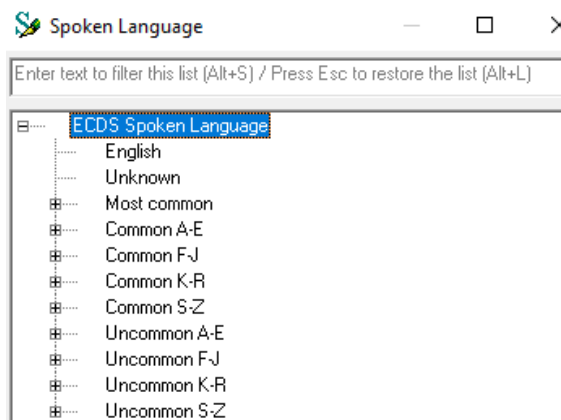 Spoken Language
Enter text to filter this list (Alt+S) / Press Esc to restore the list (Alt+L)
ECDS Spoken Language
English
Unknown
Most common
Common A-E
Common F-J
Common K-R
Common S-Z
Uncommon A-E
Uncommon F-J
Uncommon K-R
Uncommon S-Z